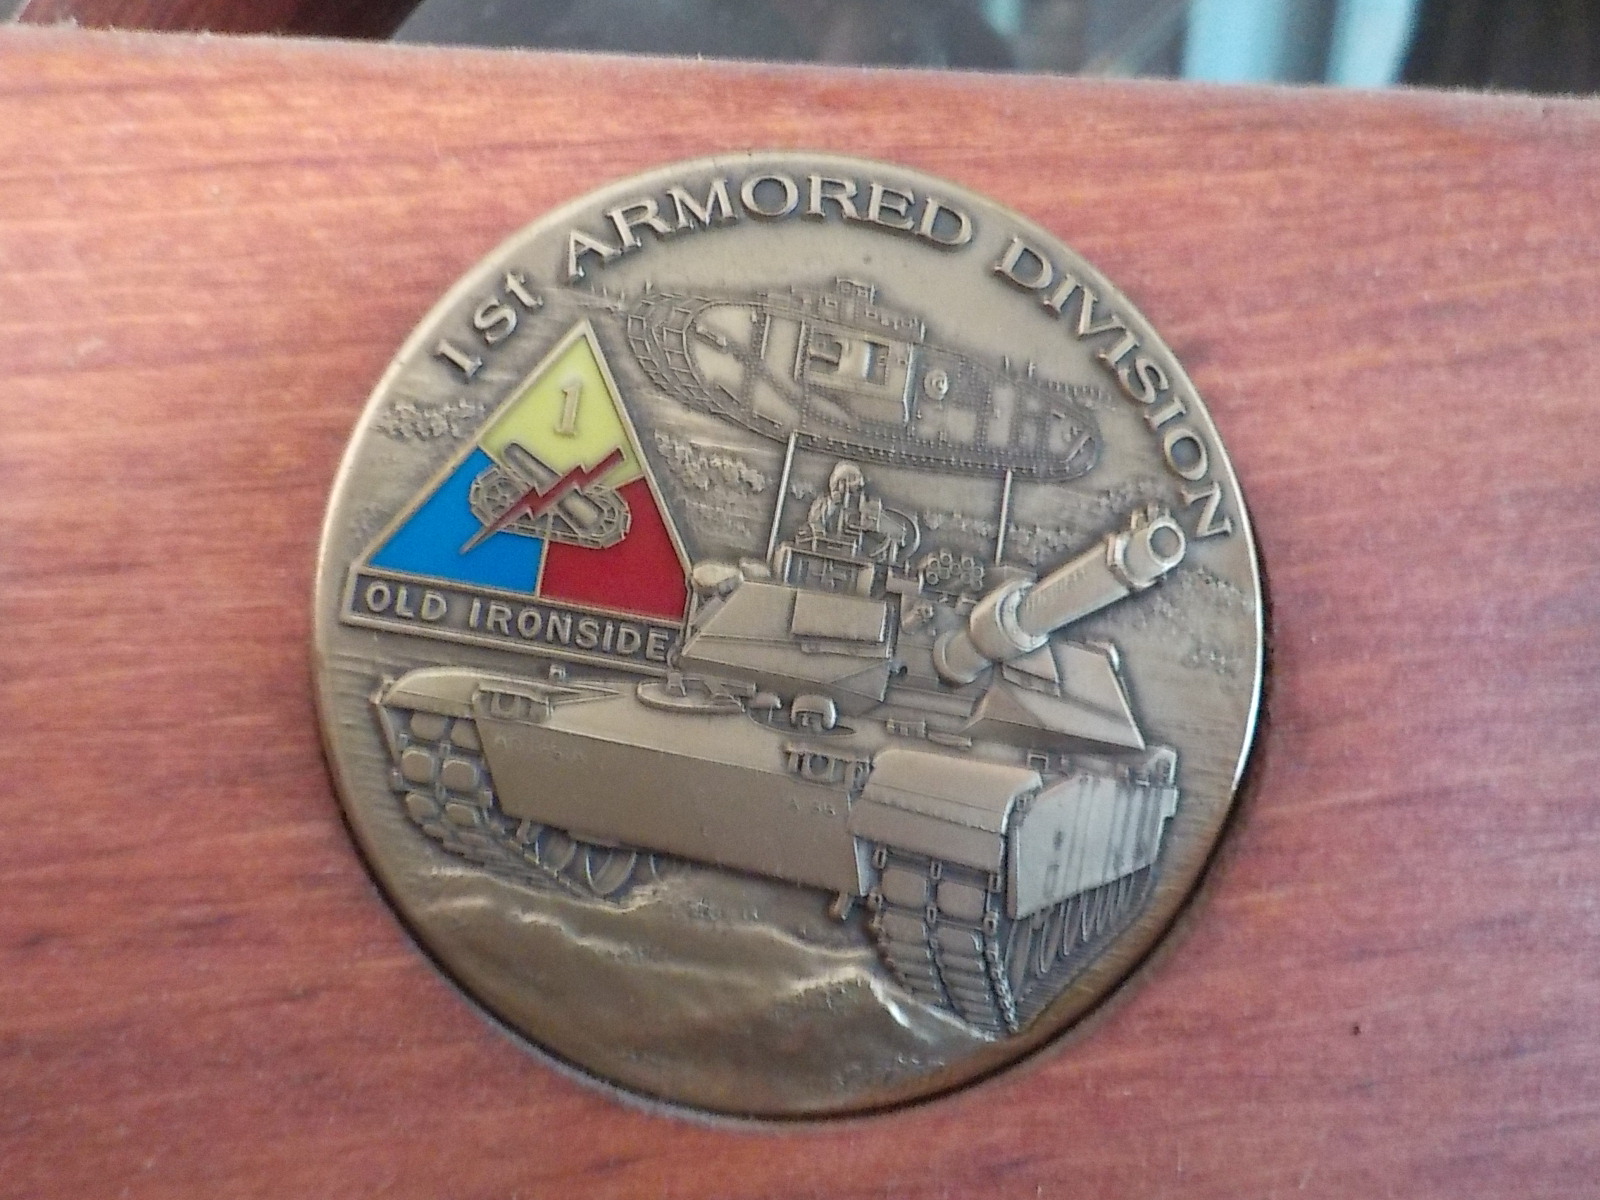 1st ARMORED DIVISION
1
OLD IRONSIDE